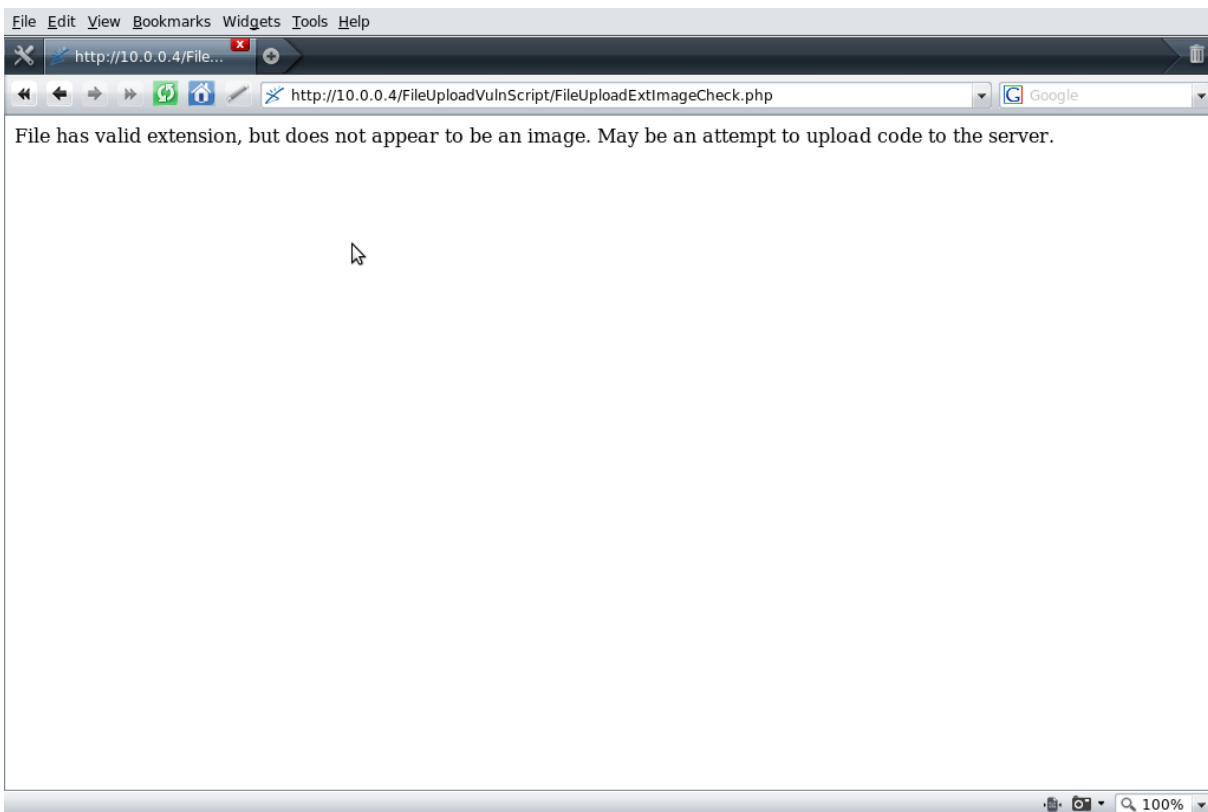 File Edit View Bookmarks Widgets Tools Help
http://10.0.0.4/File...
http://10.0.0.4/FileUploadVulnScript/FileUploadExtImageCheck.php
Google
File has valid extension, but does not appear to be an image. May be an attempt to upload code to the server.
100%